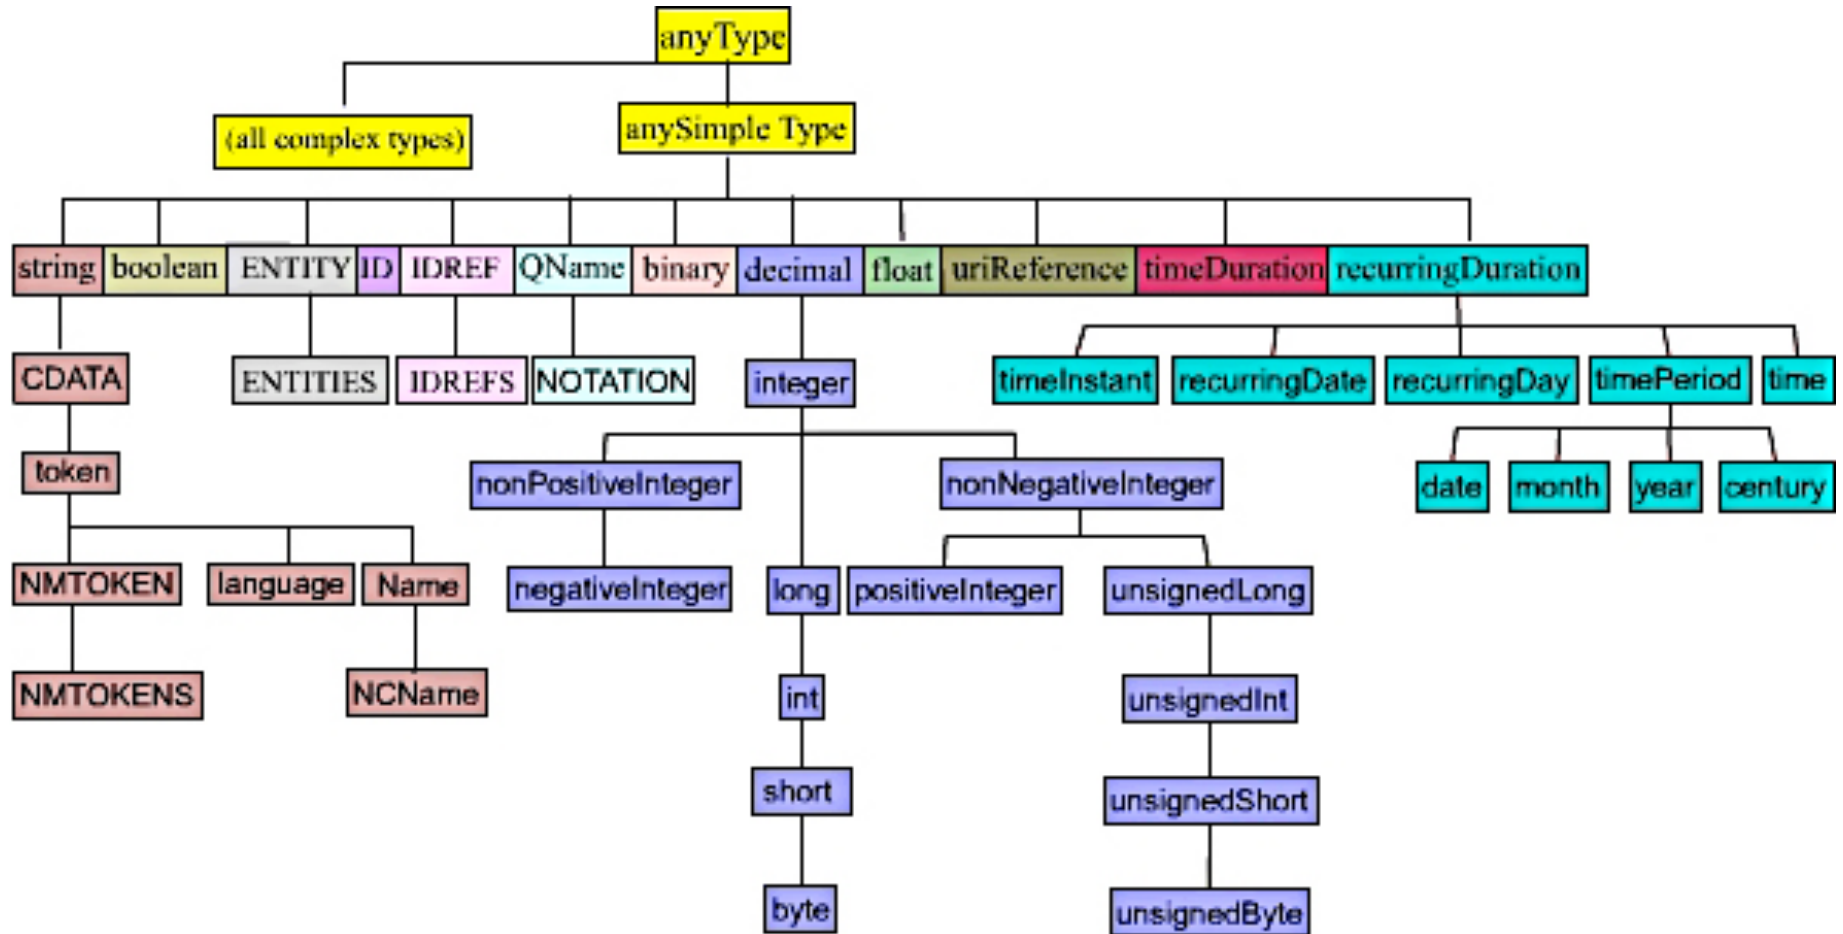 anyType
(all complex types)
anySimple Type
string boolean ENTITY ID IDREF QName binary decimal float uriReference timeDuration recurringDuration
CDATA ENTITIES IDREFS NOTATION integer timeInstant recurringDate recurringDay timePeriod time
token nonPositiveInteger nonNegativeInteger date month year century
NMTOKEN language Name negativeInteger long positiveInteger unsignedLong
NMTOKENS NCName int unsignedInt
short unsignedShort
byte unsignedByte